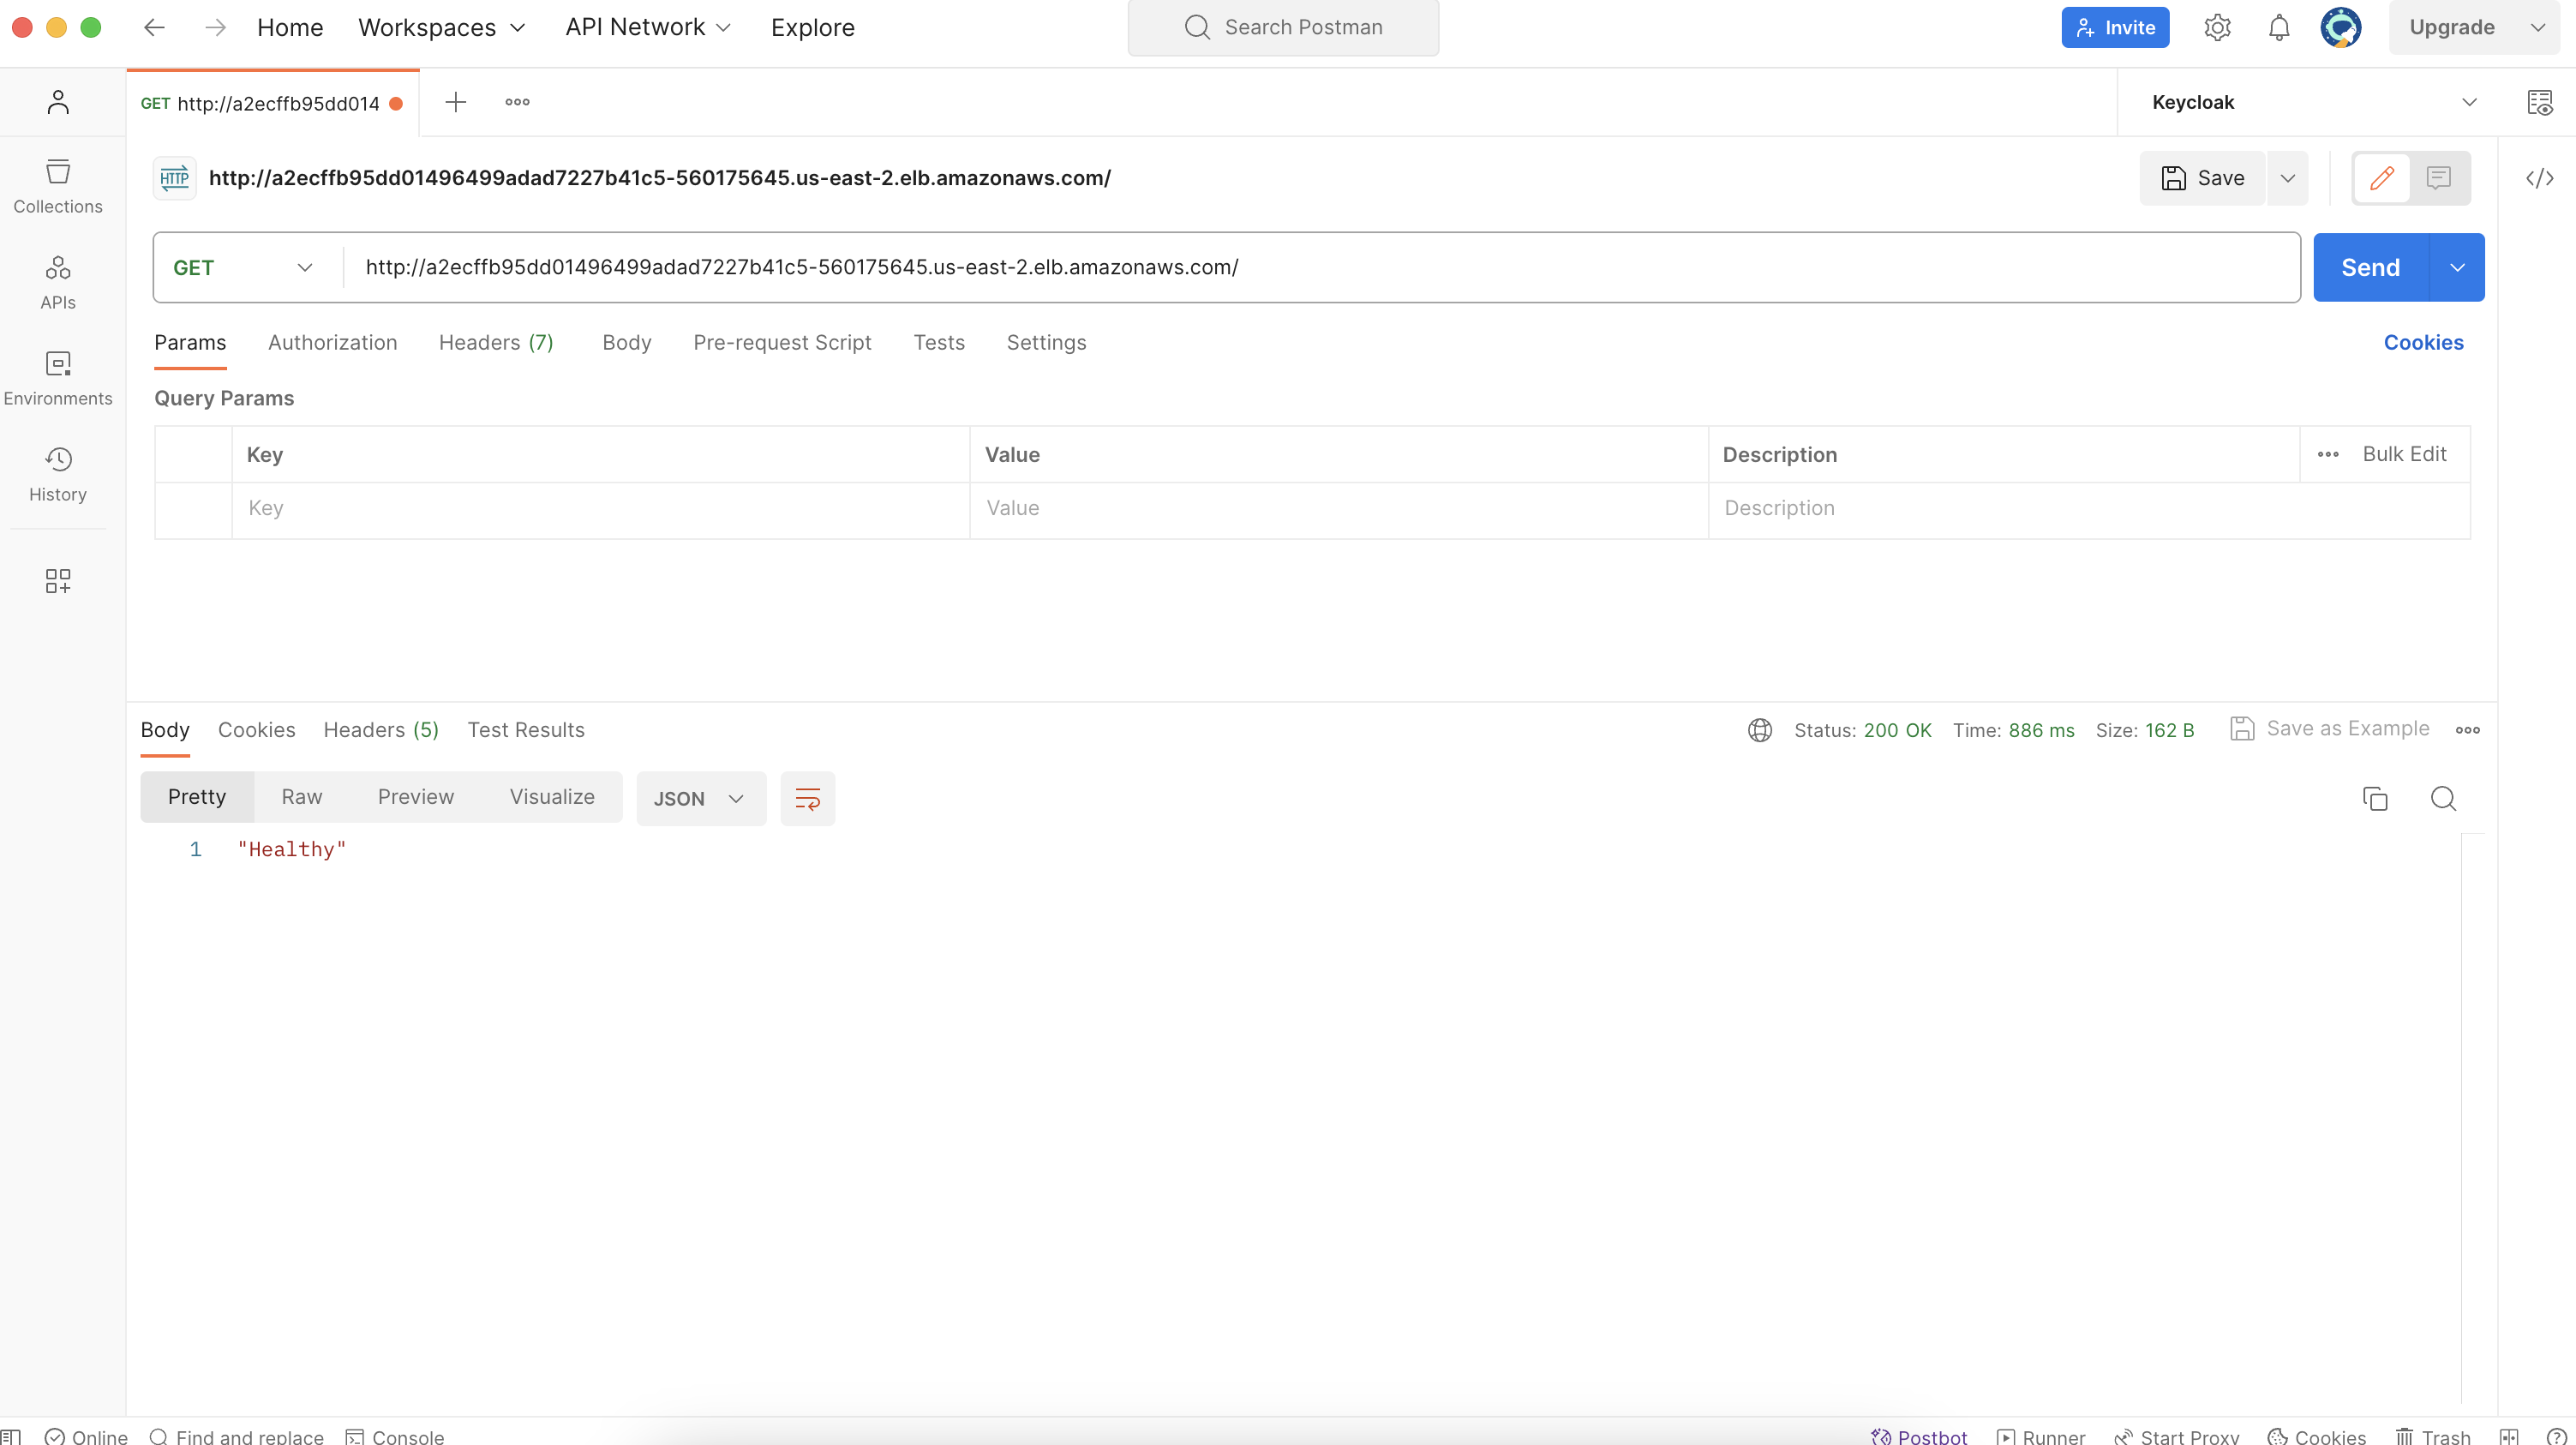 Home Workspaces API Network Explore Search Postman Invite Upgrade
GET http://a2ecffb95dd014 Keycloak
HTTP http://a2ecffb95dd01496499adad7227b41c5-560175645.us-east-2.elb.amazonaws.com/ Save
Collections
APIs
Environments
History
GET http://a2ecffb95dd01496499adad7227b41c5-560175645.us-east-2.elb.amazonaws.com/ Send
Params Authorization Headers (7) Body Pre-request Script Tests Settings Cookies
Query Params
Key Value Description Bulk Edit
Key Value Description
Body Cookies Headers (5) Test Results Status: 200 OK Time: 886 ms Size: 162 B Save as Example
Pretty Raw Preview Visualize JSON
1 "Healthy"
Online Find and replace Console Postbot Runner Start Proxy Cookies Trash